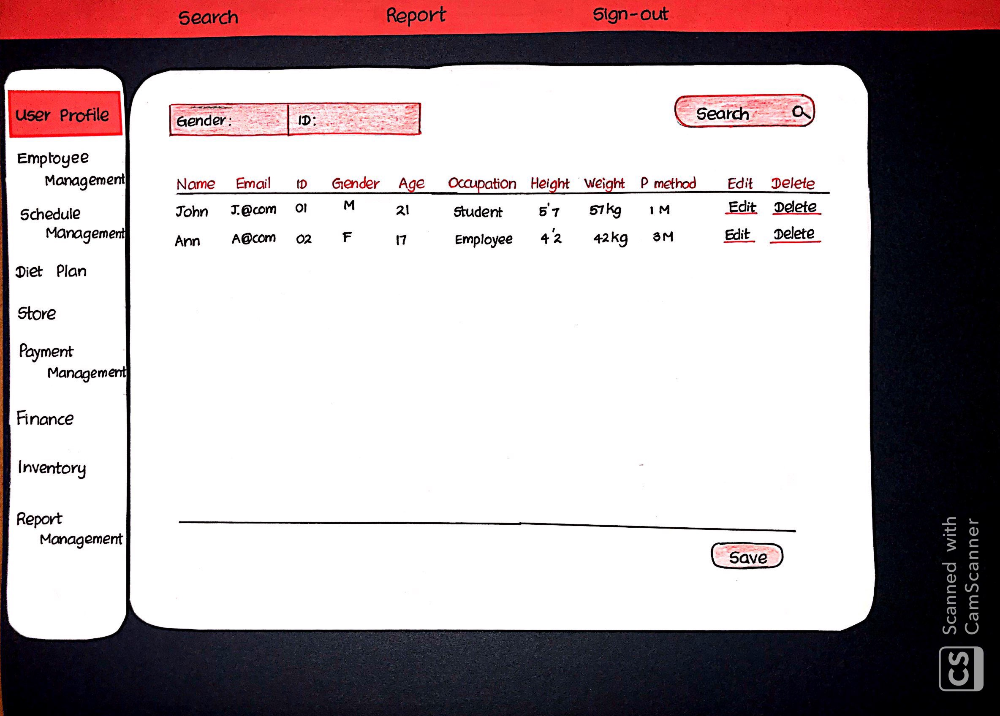 Search Report Sign-out
User Profile
Employee
Management
Schedule
Management
Diet Plan
Store
Payment
Management
Finance
Inventory
Report
Management
Gender: ID:
Search
Name Email ID Gender Age Occupation Height Weight P method Edit Delete
John J.@com 01 M 21 Student 5'7 57kg 1 M Edit Delete
Ann A@com 02 F 17 Employee 4'2 42kg 3M Edit Delete
Save
CS Scanned with
CamScanner